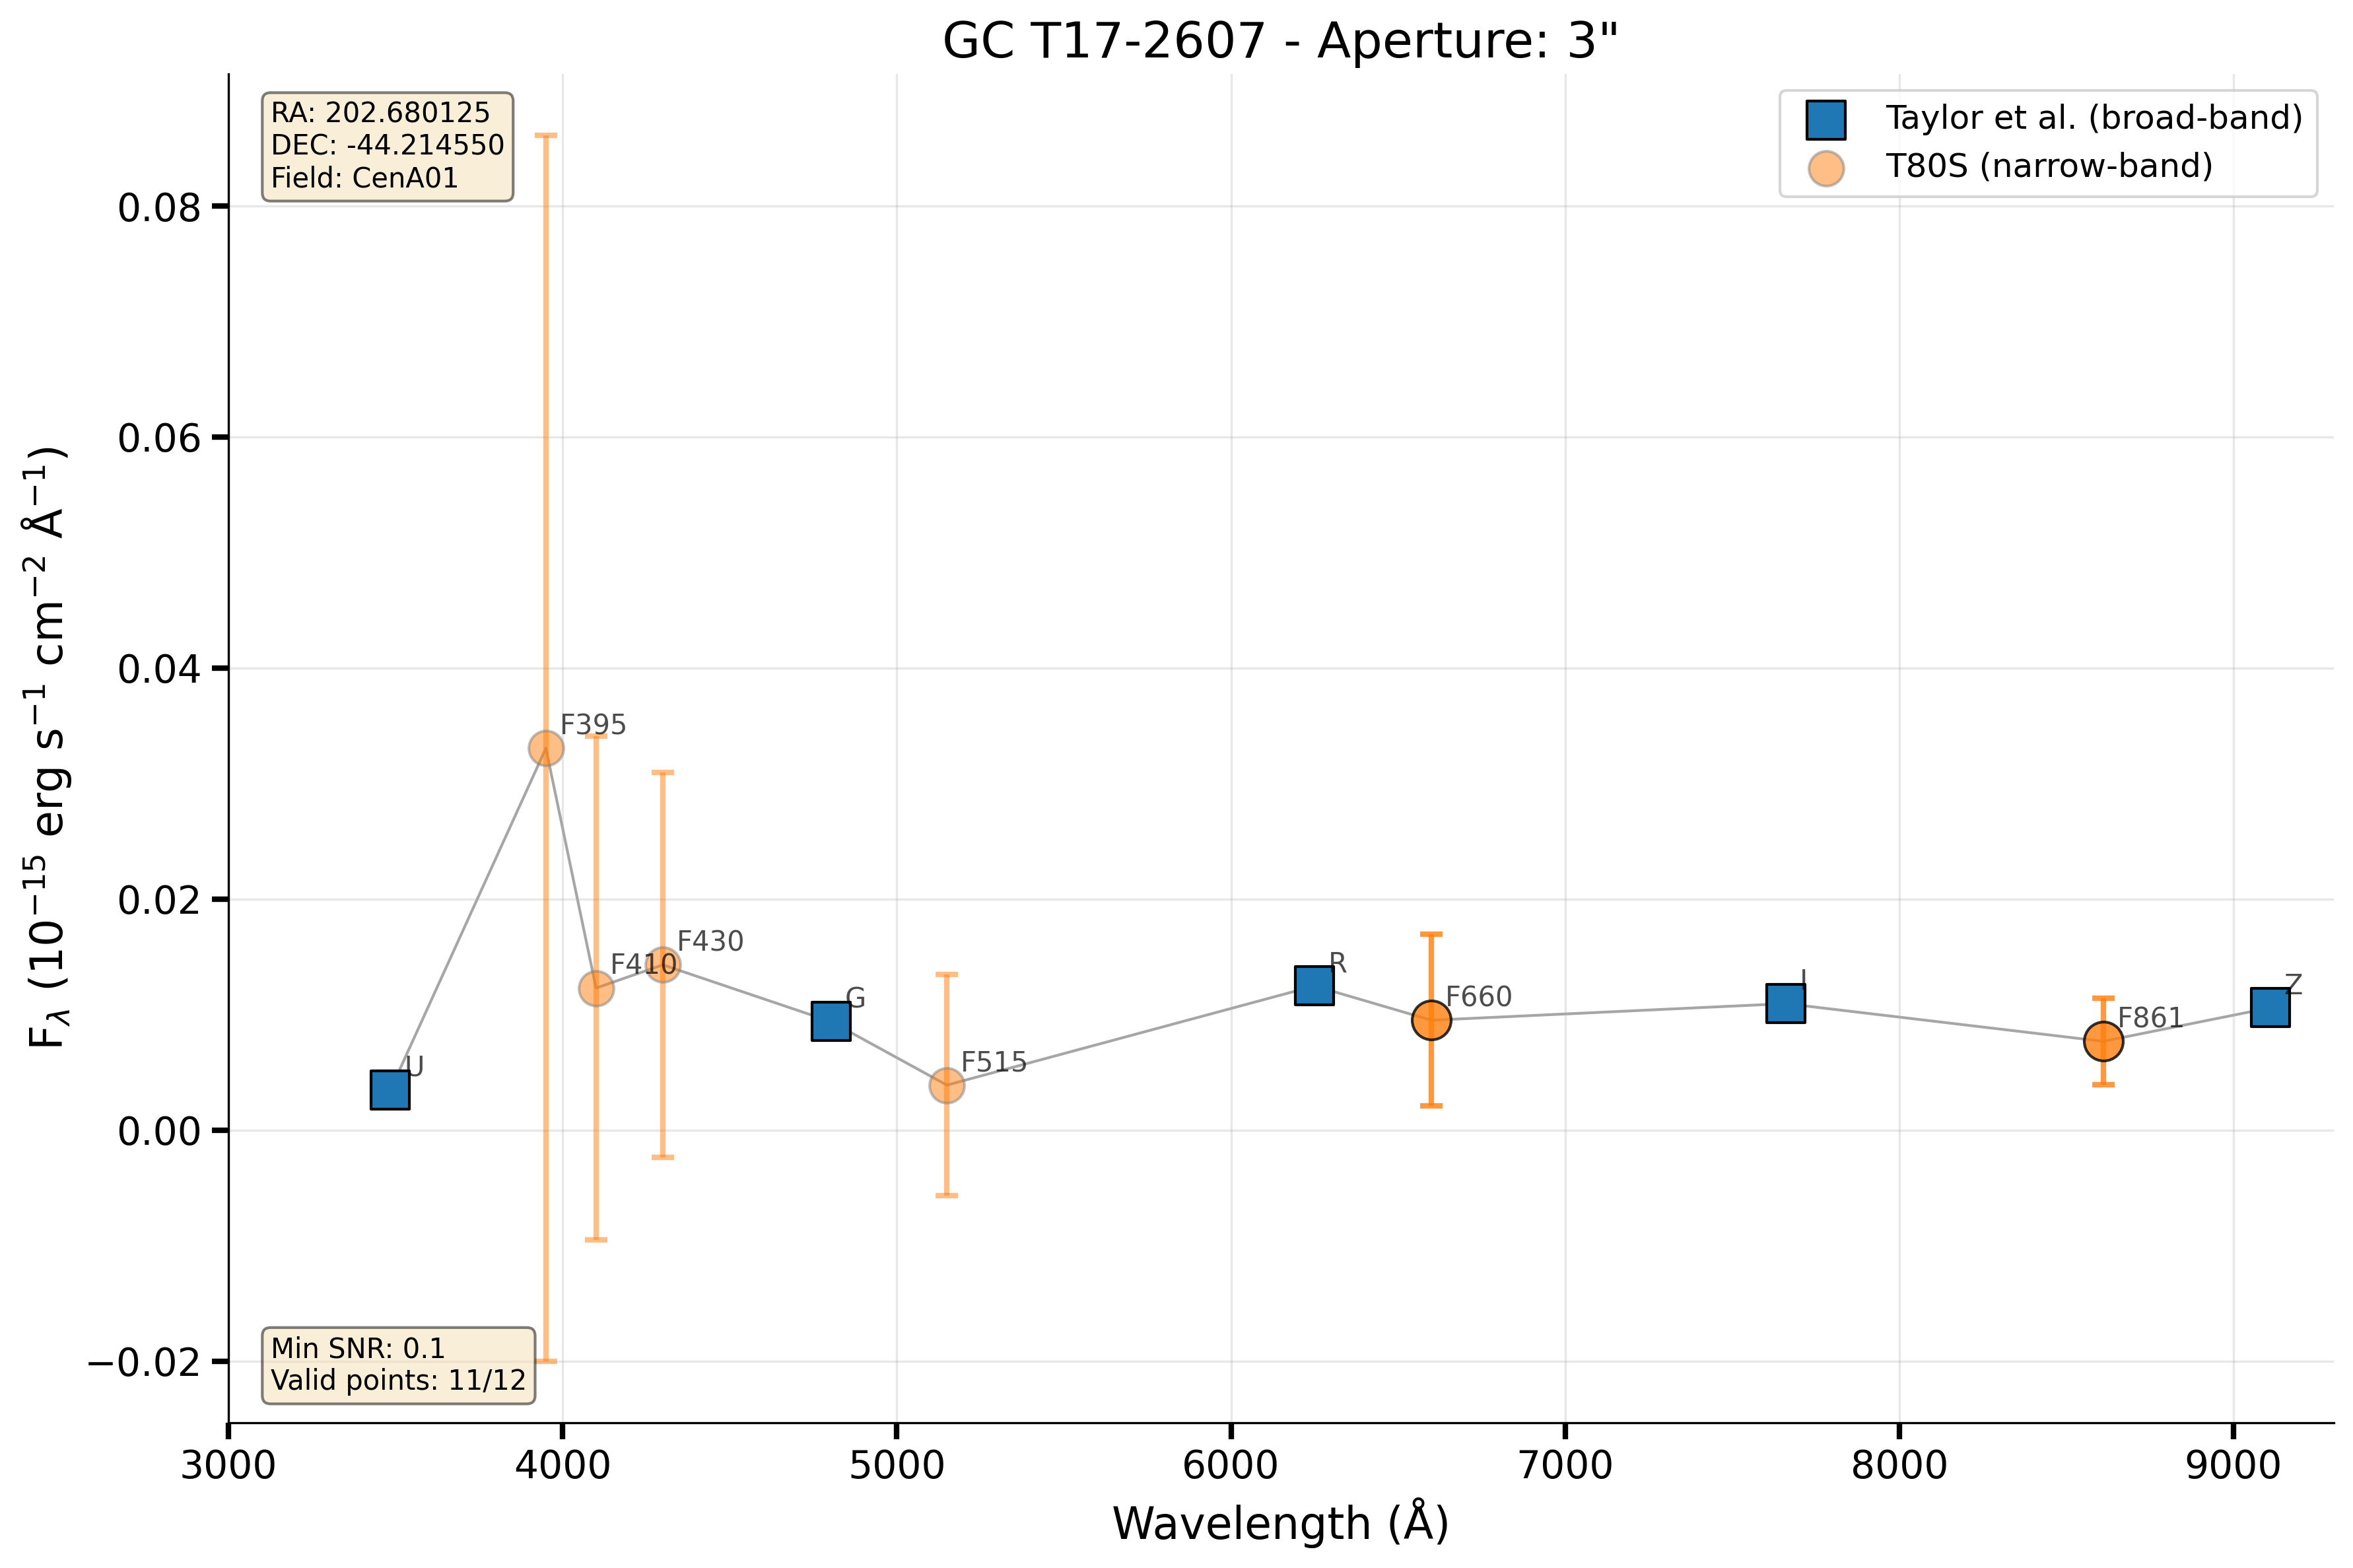 GC T17-2607 - Aperture: 3"
RA: 202.680125
DEC: -44.214550
Field: CenA01
Taylor et al. (broad-band)
T80S (narrow-band)
F_λ (10^−15 erg s^−1 cm^−2 Å^−1)
0.08
0.06
0.04
0.02
0.00
−0.02
U
F395
F410
F430
G
F515
R
F660
I
F861
Z
Min SNR: 0.1
Valid points: 11/12
3000 4000 5000 6000 7000 8000 9000
Wavelength (Å)